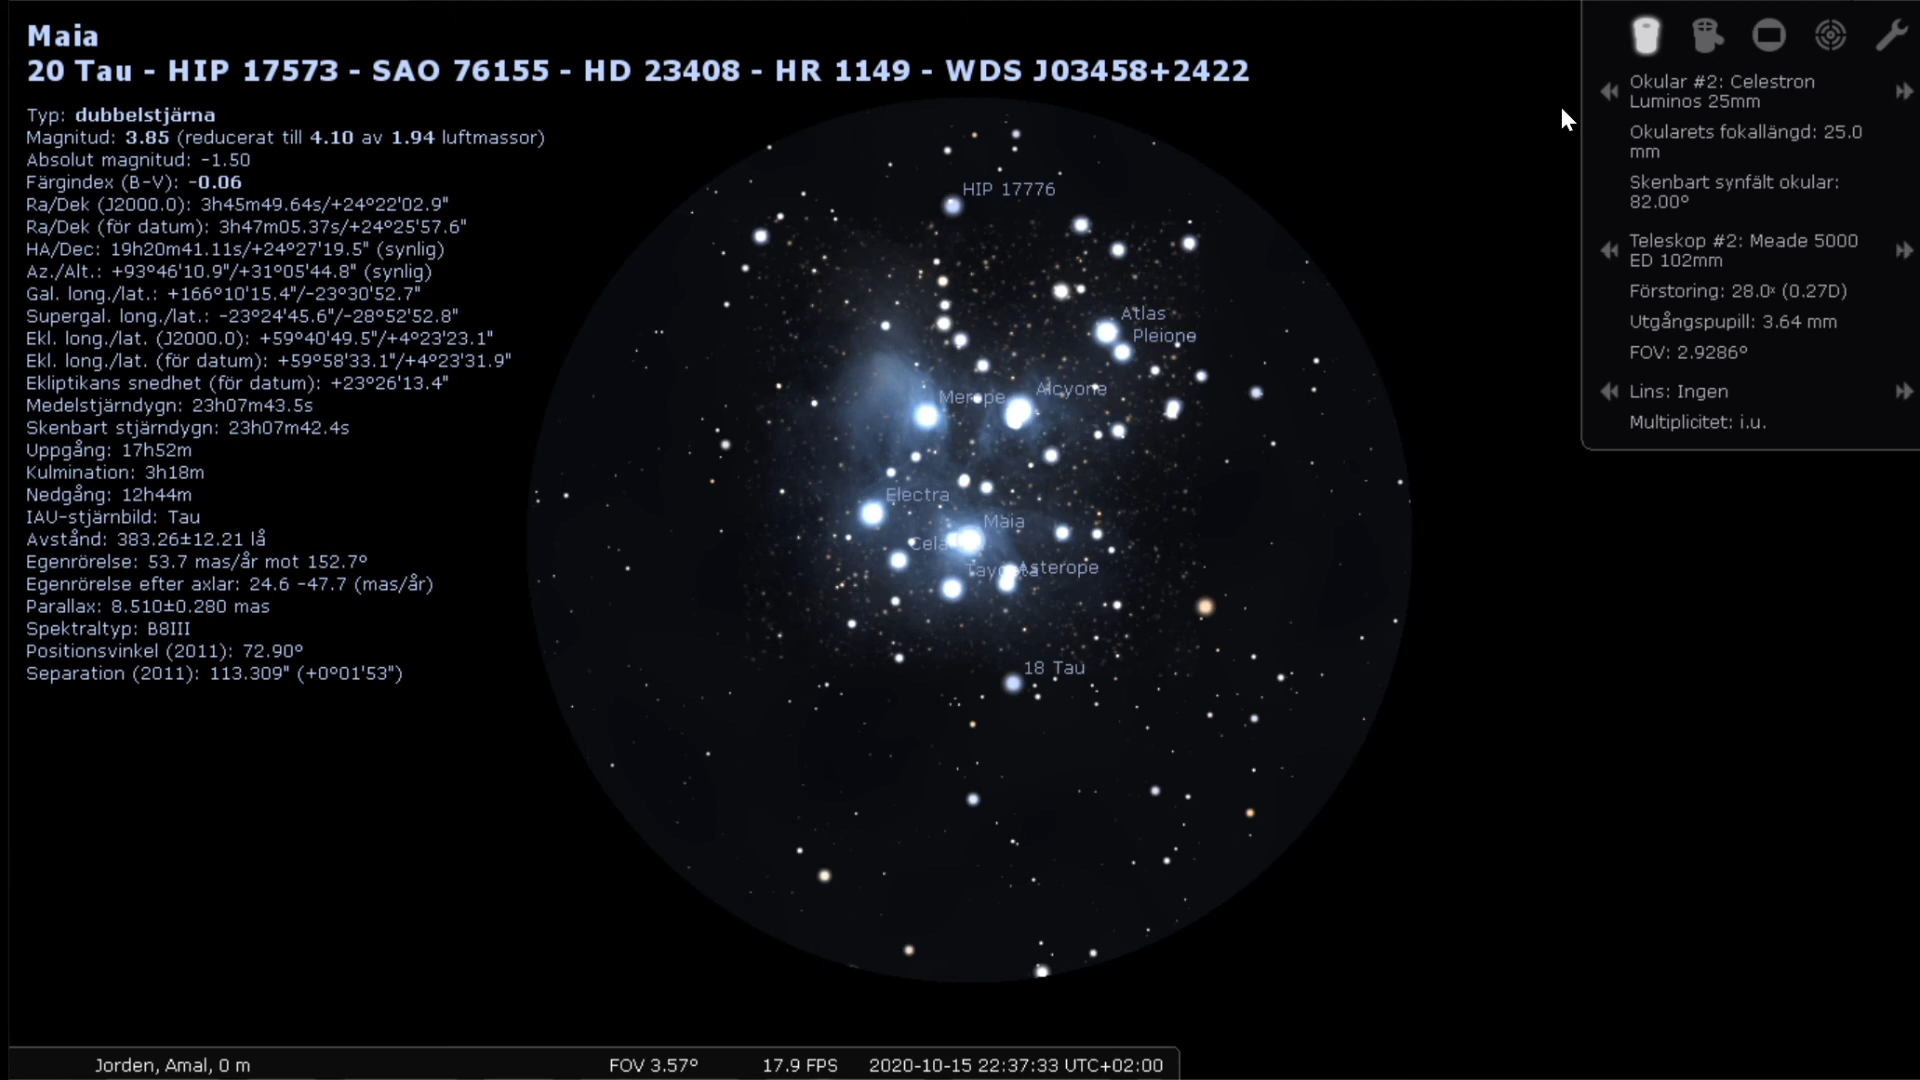 Maia
20 Tau - HIP 17573 - SAO 76155 - HD 23408 - HR 1149 - WDS J03458+2422
Typ: dubbelstjärna
Magnitud: 3.85 (reducerat till 4.10 av 1.94 luftmassor)
Absolut magnitud: -1.50
Färgindex (B-V): -0.06
Ra/Dek (J2000.0): 3h45m49.64s/+24°22'02.9"
Ra/Dek (för datum): 3h47m05.37s/+24°25'57.6"
HA/Dec: 19h20m41.11s/+24°27'19.5" (synlig)
Az./Alt.: +93°46'10.9"/+31°05'44.8" (synlig)
Gal. long./lat.: +166°10'15.4"/-23°30'52.7"
Supergal. long./lat.: -23°24'45.6"/-28°52'52.8"
Ekl. long./lat. (J2000.0): +59°40'49.5"/+4°23'23.1"
Ekl. long./lat. (för datum): +59°58'33.1"/+4°23'31.9"
Ekliptikans snedhet (för datum): +23°26'13.4"
Medelstjärndygn: 23h07m43.5s
Skenbart stjärndygn: 23h07m42.4s
Uppgång: 17h52m
Kulmination: 3h18m
Nedgång: 12h44m
IAU-stjärnbild: Tau
Avstånd: 383.26±12.21 lå
Egenrörelse: 53.7 mas/år mot 152.7°
Egenrörelse efter axlar: 24.6 -47.7 (mas/år)
Parallax: 8.510±0.280 mas
Spektraltyp: B8III
Positionsvinkel (2011): 72.90°
Separation (2011): 113.309" (+0°01'53")
HIP 17776
Atlas
Pleione
Alcyone
Merope
Electra
Maia
Asterope
18 Tau
Okular #2: Celestron
Luminos 25mm
Okularets fokallängd: 25.0
mm
Skenbart synfält okular:
82.00°
Teleskop #2: Meade 5000
ED 102mm
Förstoring: 28.0ˣ (0.27D)
Utgångspupill: 3.64 mm
FOV: 2.9286°
Lins: Ingen
Multiplicitet: i.u.
Jorden, Amal, 0 m
FOV 3.57°
17.9 FPS
2020-10-15 22:37:33 UTC+02:00